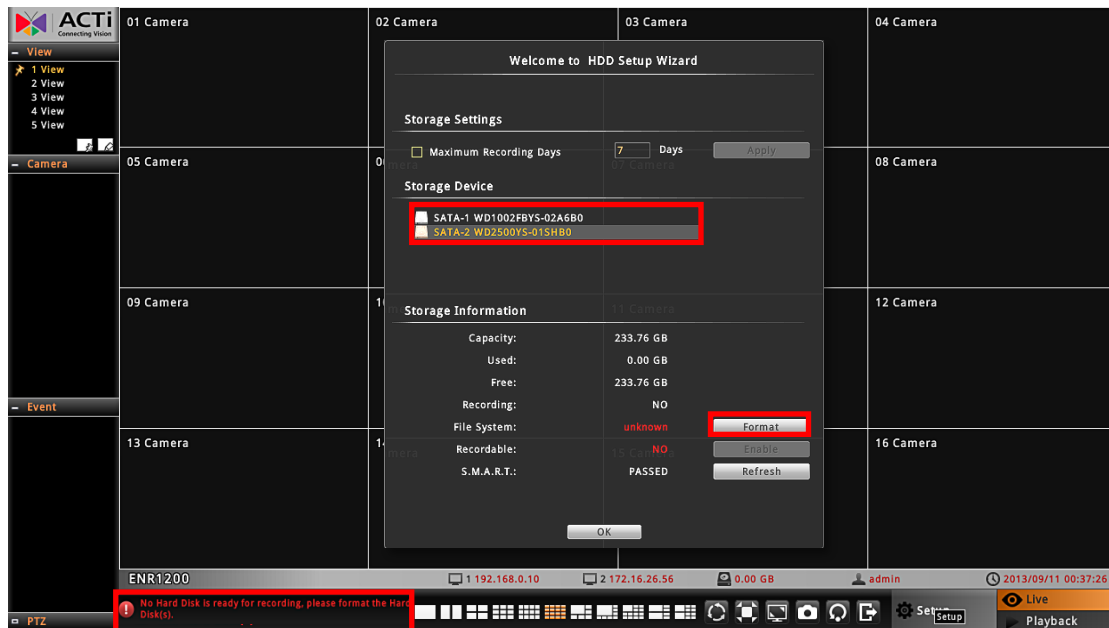 ACTi
Connecting Vision
View
1 View
2 View
3 View
4 View
5 View
Camera
Event
PTZ
01 Camera
02 Camera
03 Camera
04 Camera
05 Camera
07 Camera
08 Camera
09 Camera
11 Camera
12 Camera
13 Camera
15 Camera
16 Camera
Welcome to HDD Setup Wizard
Storage Settings
Maximum Recording Days 7 Days Apply
Storage Device
SATA-1 WD1002FBYS-02A6B0
SATA-2 WD2500YS-01SHB0
Storage Information
Capacity: 233.76 GB
Used: 0.00 GB
Free: 233.76 GB
Recording: NO
File System: unknown Format
Recordable: NO Enable
S.M.A.R.T.: PASSED Refresh
OK
ENR1200 1 192.168.0.10 2 172.16.26.56 0.00 GB admin 2013/09/11 00:37:26
No Hard Disk is ready for recording, please format the Hard
Disk(s).
Setup
Live
Playback